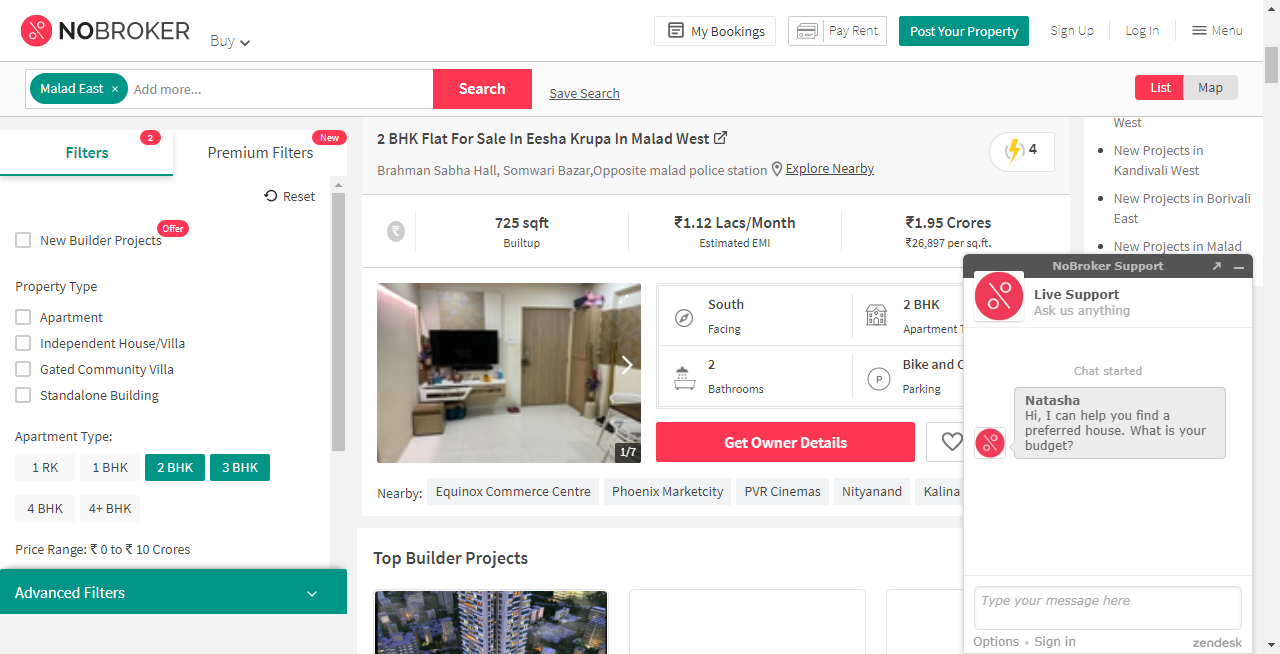 NOBROKER
Buy
My Bookings
Pay Rent
Post Your Property
Sign Up
Log In
Menu
Malad East ×
Add more...
Search
Save Search
List
Map
Filters
2
Premium Filters
New
Reset
New Builder Projects
Offer
Property Type
Apartment
Independent House/Villa
Gated Community Villa
Standalone Building
Apartment Type:
1 RK
1 BHK
2 BHK
3 BHK
4 BHK
4+ BHK
Price Range: ₹ 0 to ₹ 10 Crores
Advanced Filters
2 BHK Flat For Sale In Eesha Krupa In Malad West
Brahman Sabha Hall, Somwari Bazar,Opposite malad police station
Explore Nearby
4
₹
725 sqft
Builtup
₹1.12 Lacs/Month
Estimated EMI
₹1.95 Crores
₹26,897 per sq.ft.
1/7
South
Facing
2 BHK
Apartment T
2
Bathrooms
P
Bike and C
Parking
Get Owner Details
Nearby:
Equinox Commerce Centre
Phoenix Marketcity
PVR Cinemas
Nityanand
Kalina
Top Builder Projects
West
New Projects in
Kandivali West
New Projects in Borivali
East
New Projects in Malad
NoBroker Support
Live Support
Ask us anything
Chat started
Natasha
Hi, I can help you find a
preferred house. What is your
budget?
Type your message here
Options • Sign in
zendesk